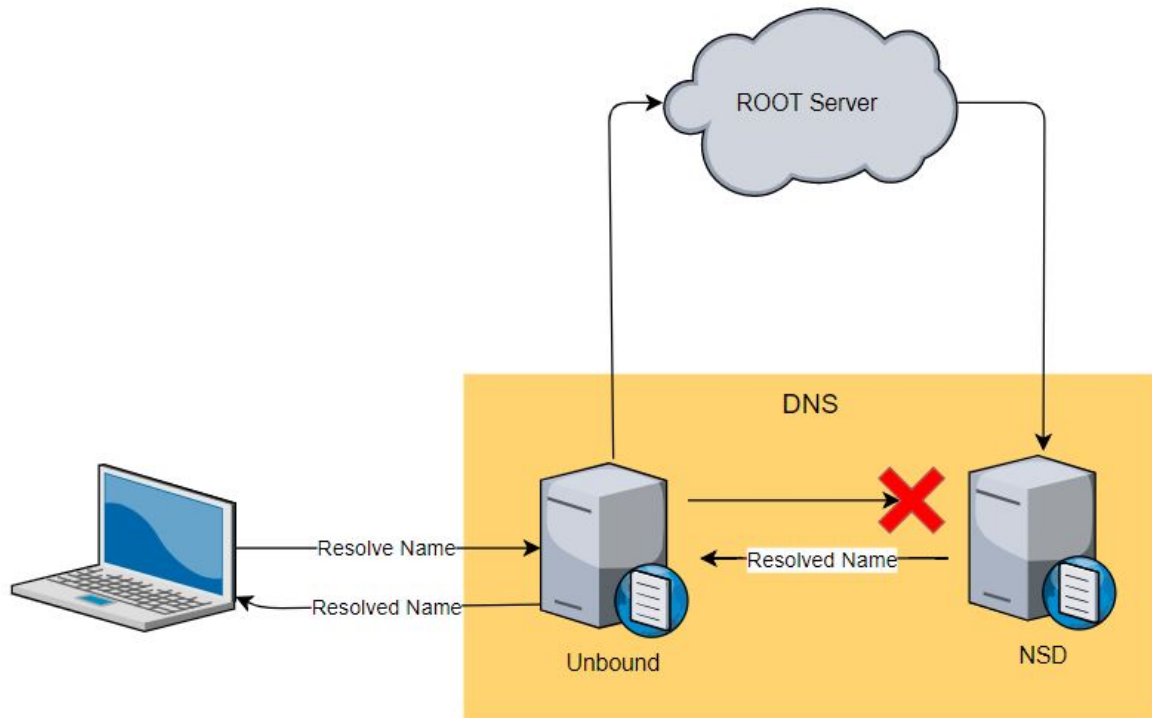 ROOT Server
DNS
Resolve Name
Resolved Name
Resolved Name
Unbound
NSD